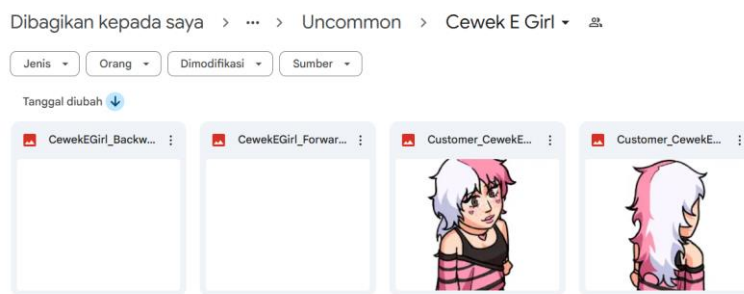 Dibagikan kepada saya > ... > Uncommon > Cewek E Girl
Jenis Orang Dimodifikasi Sumber
Tanggal diubah
CewekEGirl_Backw... CewekEGirl_Forwar... Customer_CewekE... Customer_CewekE...